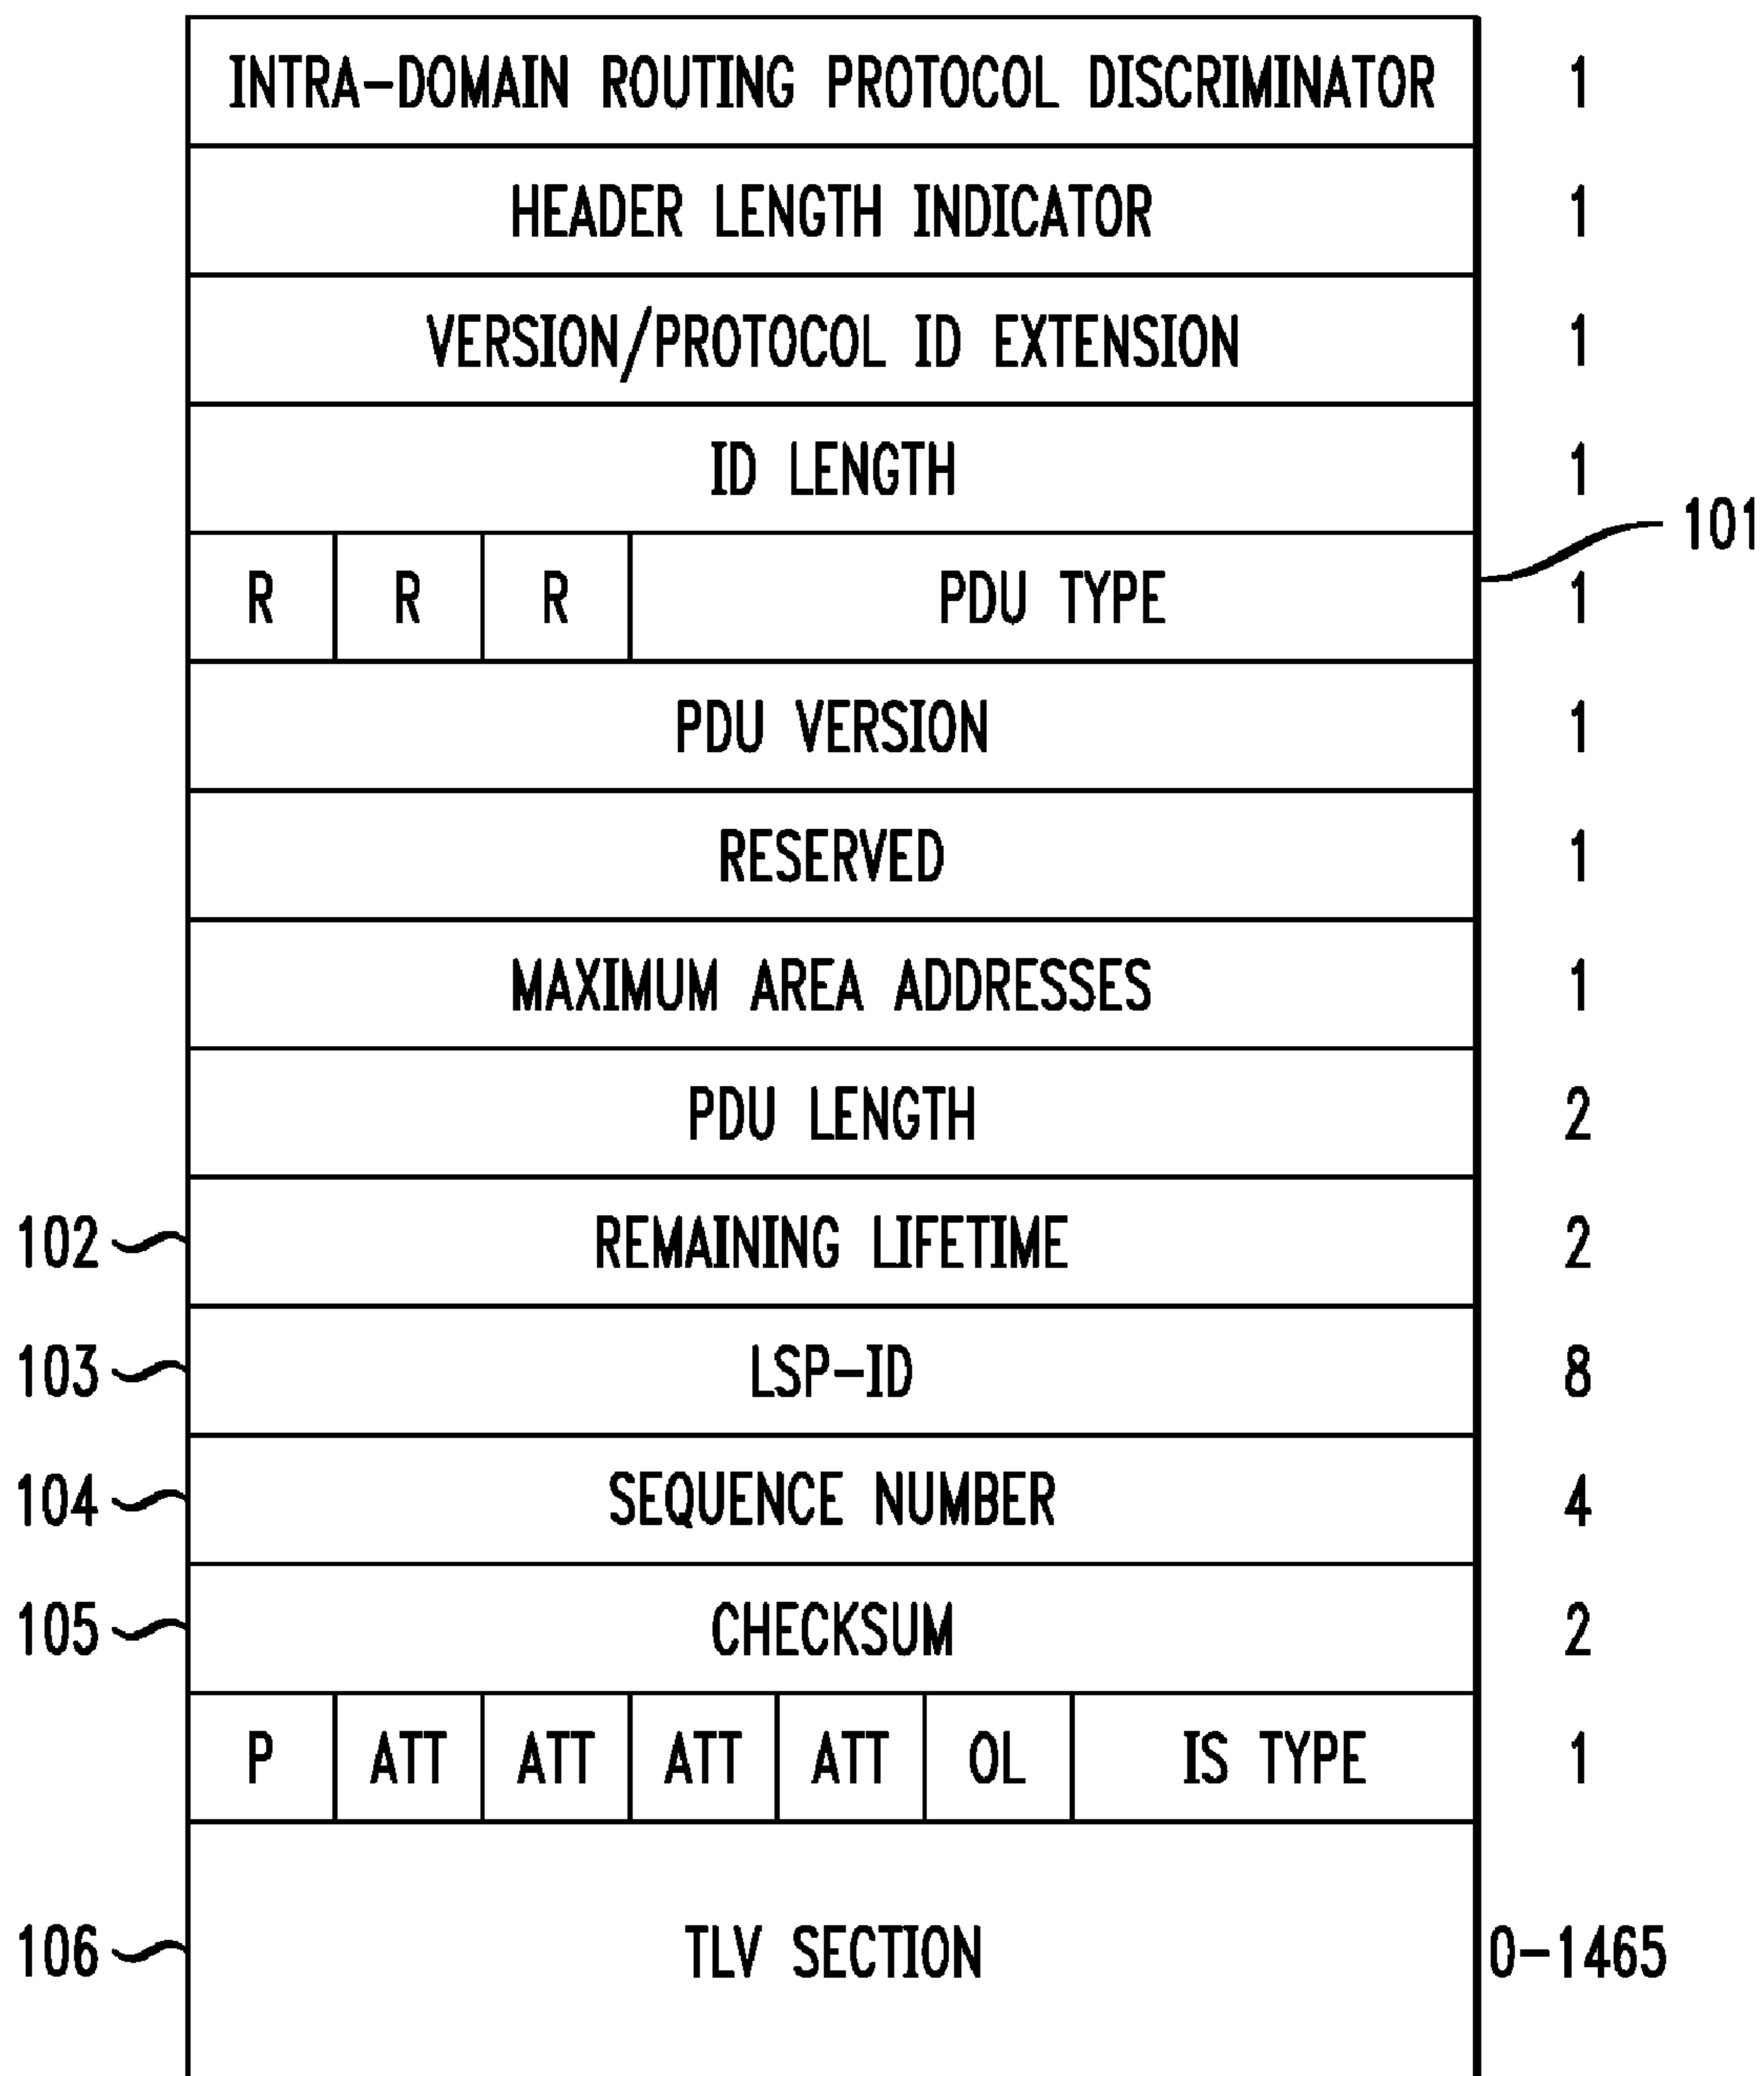 INTRA-DOMAIN ROUTING PROTOCOL DISCRIMINATOR 1
HEADER LENGTH INDICATOR 1
VERSION/PROTOCOL ID EXTENSION 1
ID LENGTH 1
101
R R R PDU TYPE 1
PDU VERSION 1
RESERVED 1
MAXIMUM AREA ADDRESSES 1
PDU LENGTH 2
102 REMAINING LIFETIME 2
103 LSP-ID 8
104 SEQUENCE NUMBER 4
105 CHECKSUM 2
P ATT ATT ATT ATT OL IS TYPE 1
106 TLV SECTION 0-1465